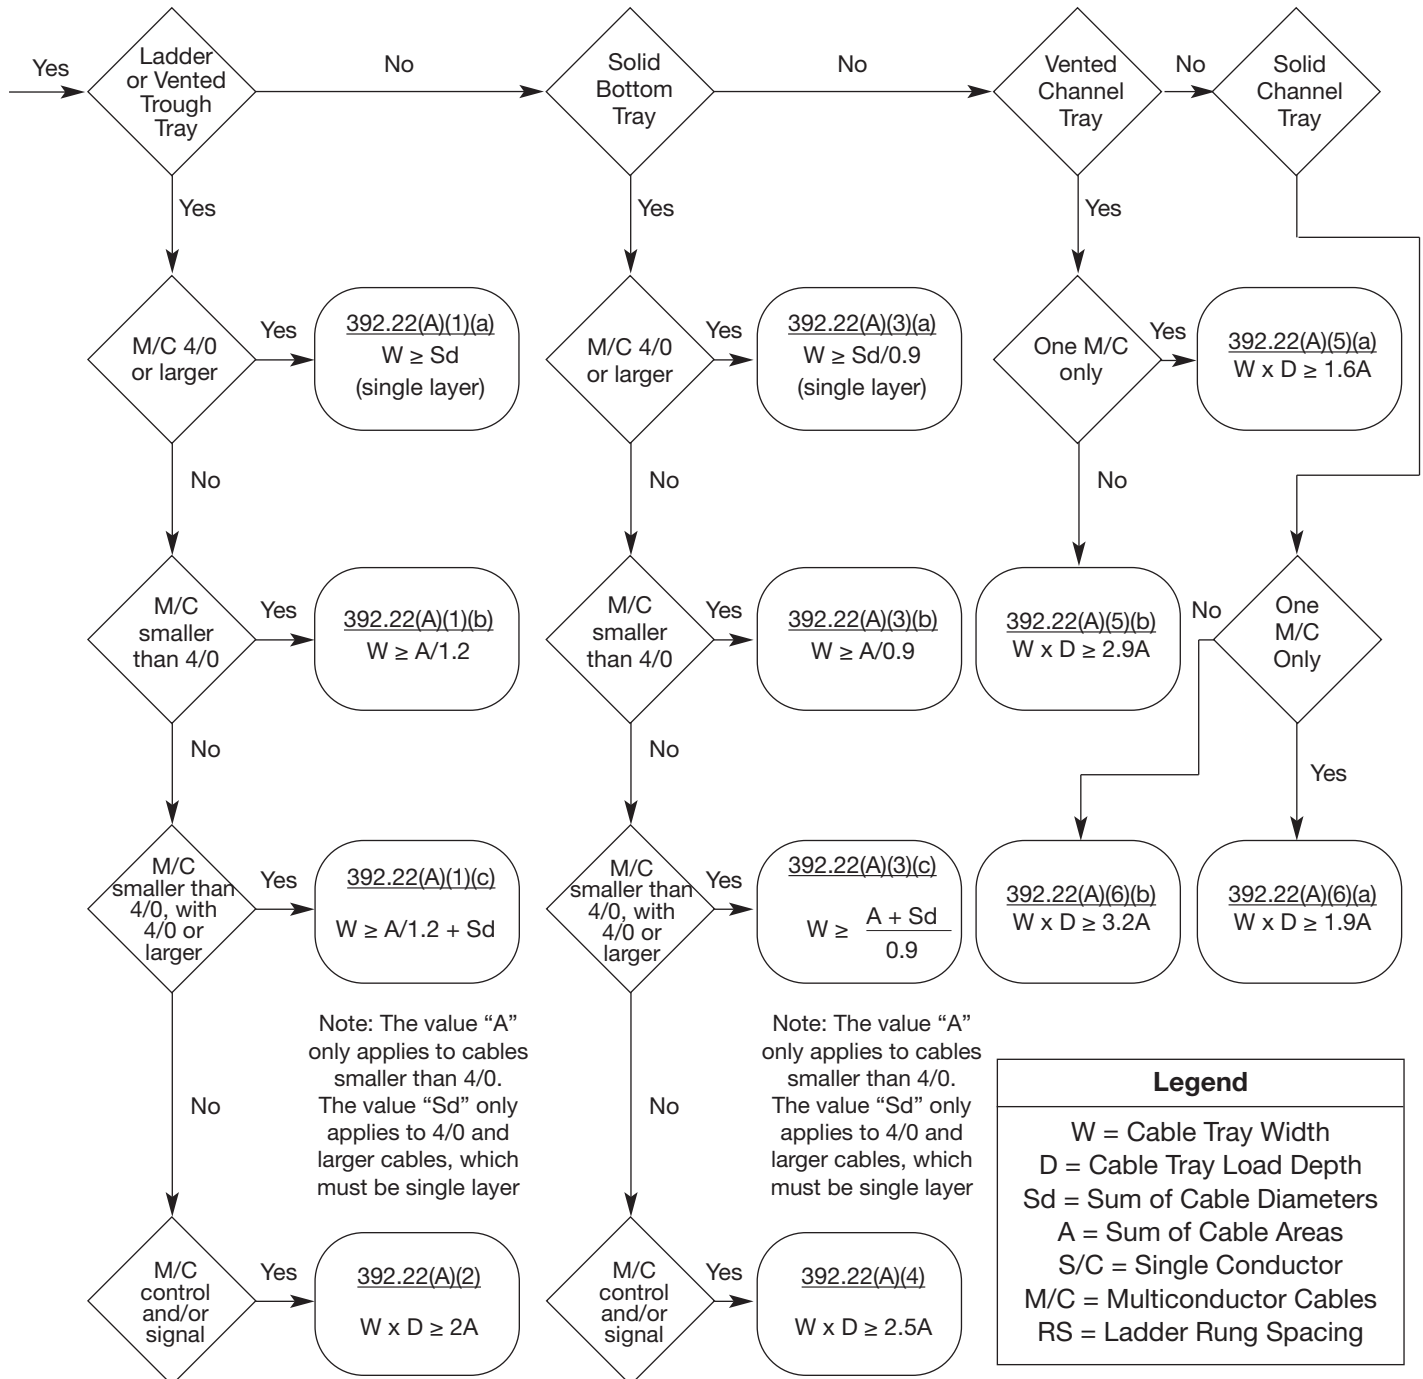 Yes
Ladder
or Vented
Trough
Tray
No
Solid
Bottom
Tray
No
Vented
Channel
Tray
No
Solid
Channel
Tray
Yes
Yes
Yes
M/C 4/0
or larger
Yes
392.22(A)(1)(a)
W ≥ Sd
(single layer)
M/C 4/0
or larger
Yes
392.22(A)(3)(a)
W ≥ Sd/0.9
(single layer)
One M/C
only
Yes
392.22(A)(5)(a)
W x D ≥ 1.6A
No
No
No
M/C
smaller
than 4/0
Yes
392.22(A)(1)(b)
W ≥ A/1.2
M/C
smaller
than 4/0
Yes
392.22(A)(3)(b)
W ≥ A/0.9
392.22(A)(5)(b)
W x D ≥ 2.9A
No
One
M/C
Only
No
No
Yes
M/C
smaller than
4/0, with
4/0 or
larger
Yes
392.22(A)(1)(c)
W ≥ A/1.2 + Sd
M/C
smaller than
4/0, with
4/0 or
larger
Yes
392.22(A)(3)(c)
W ≥ A + Sd
0.9
392.22(A)(6)(b)
W x D ≥ 3.2A
392.22(A)(6)(a)
W x D ≥ 1.9A
No
Note: The value “A”
only applies to cables
smaller than 4/0.
The value “Sd” only
applies to 4/0 and
larger cables, which
must be single layer
No
Note: The value “A”
only applies to cables
smaller than 4/0.
The value “Sd” only
applies to 4/0 and
larger cables, which
must be single layer
Legend
W = Cable Tray Width
D = Cable Tray Load Depth
Sd = Sum of Cable Diameters
A = Sum of Cable Areas
S/C = Single Conductor
M/C = Multiconductor Cables
RS = Ladder Rung Spacing
M/C
control
and/or
signal
Yes
392.22(A)(2)
W x D ≥ 2A
M/C
control
and/or
signal
Yes
392.22(A)(4)
W x D ≥ 2.5A